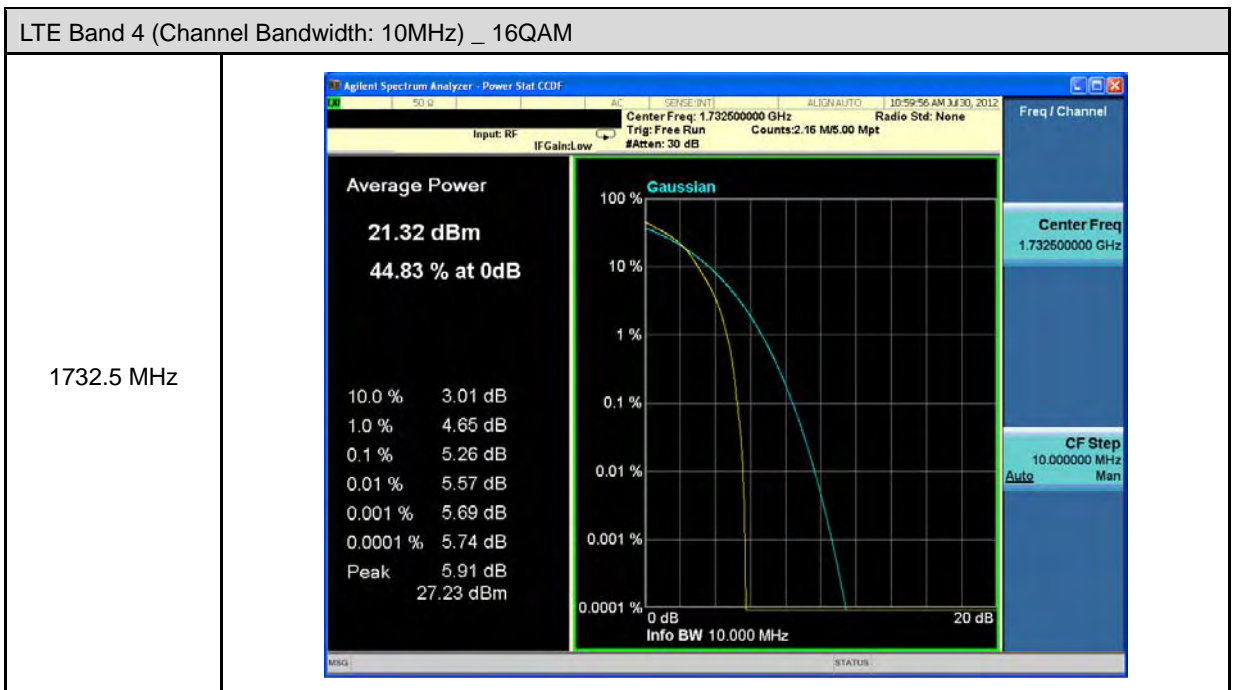 LTE Band 4 (Channel Bandwidth: 10MHz) _ 16QAM
1732.5 MHz
Agilent Spectrum Analyzer - Power Stat CCDF
50 Ω AC SENSE:INT ALIGN AUTO 10:59:56 AM Jul 30, 2012
Center Freq: 1.732500000 GHz Radio Std: None
Input: RF Trig: Free Run Counts:2.16 M/5.00 Mpt
IFGain:Low #Atten: 30 dB
Freq / Channel
Average Power
21.32 dBm
44.83 % at 0dB
10.0 % 3.01 dB
1.0 % 4.65 dB
0.1 % 5.26 dB
0.01 % 5.57 dB
0.001 % 5.69 dB
0.0001 % 5.74 dB
Peak 5.91 dB
27.23 dBm
Gaussian
100 %
10 %
1 %
0.1 %
0.01 %
0.001 %
0.0001 %
0 dB 20 dB
Info BW 10.000 MHz
Center Freq
1.732500000 GHz
CF Step
10.000000 MHz
Auto Man
MSG STATUS